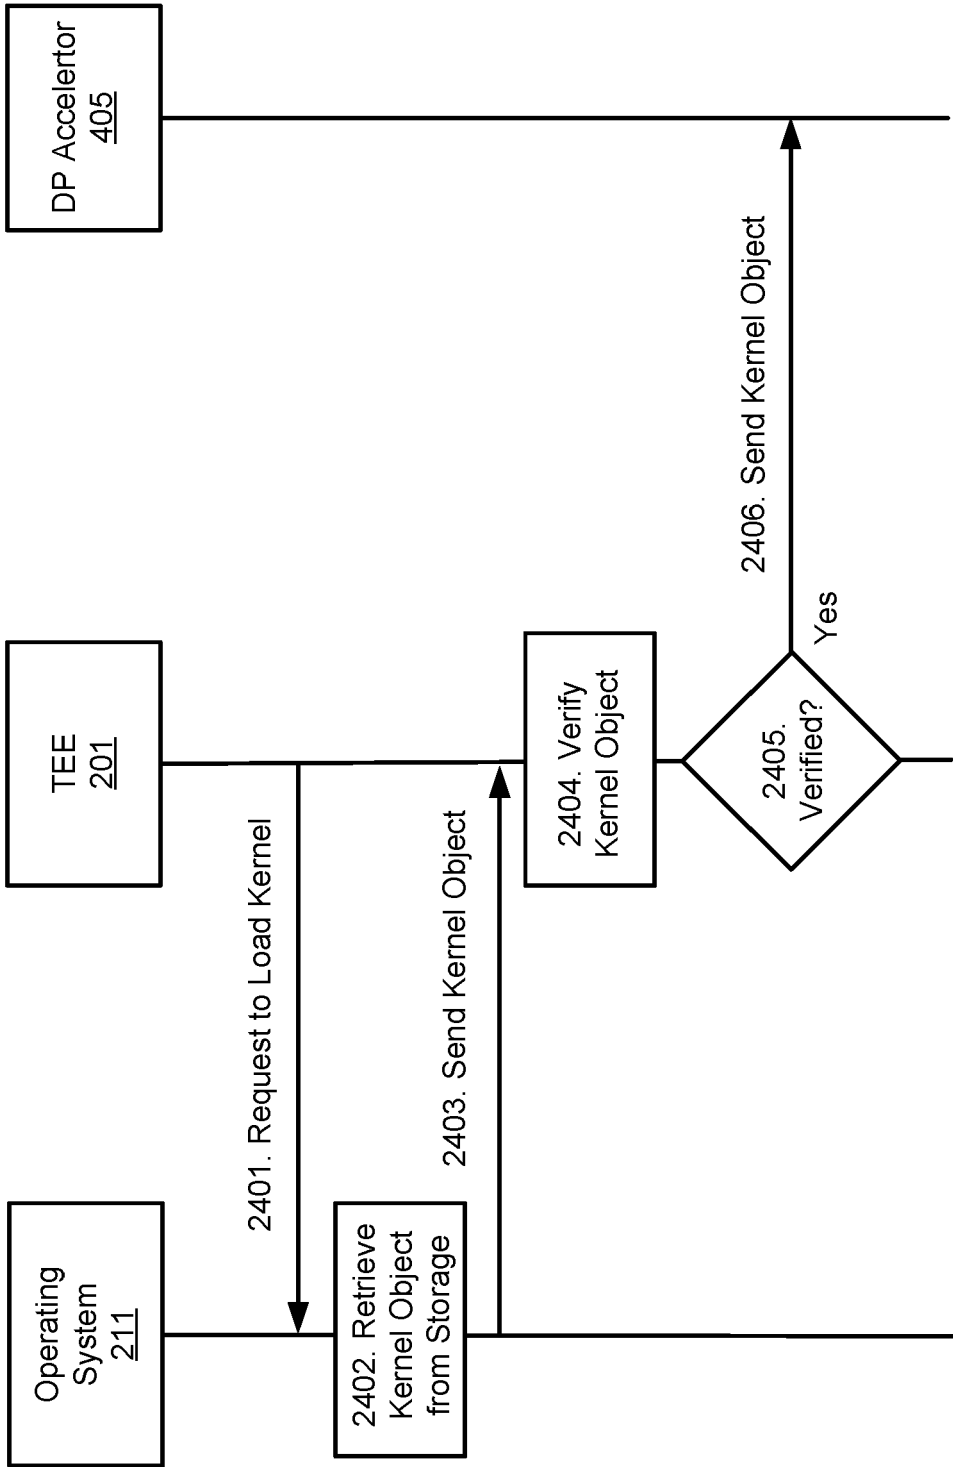 Operating
System
211
TEE
201
DP Accelertor
405
2401. Request to Load Kernel
2402. Retrieve
Kernel Object
from Storage
2403. Send Kernel Object
2404. Verify
Kernel Object
2405.
Verified?
Yes
2406. Send Kernel Object